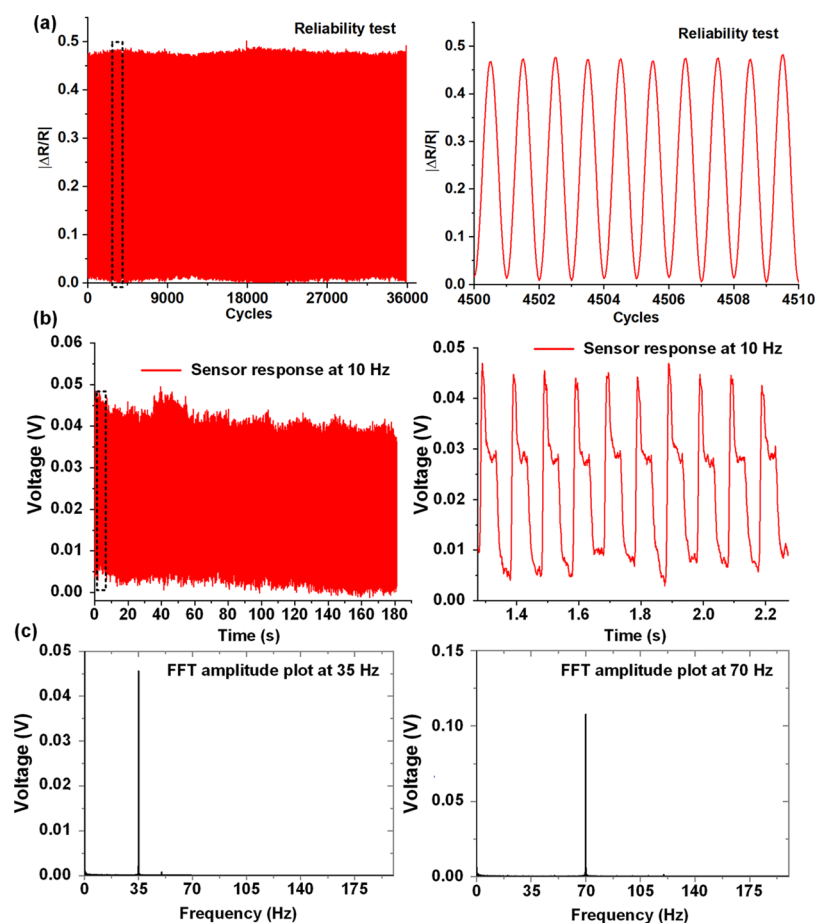 (a)
Reliability test
|ΔR/R|
0.5
0.4
0.3
0.2
0.1
0.0
0 9000 18000 27000 36000
Cycles
Reliability test
|ΔR/R|
0.5
0.4
0.3
0.2
0.1
0.0
4500 4502 4504 4506 4508 4510
Cycles
(b)
Sensor response at 10 Hz
Voltage (V)
0.06
0.05
0.04
0.03
0.02
0.01
0.00
0 20 40 60 80 100 120 140 160 180
Time (s)
Sensor response at 10 Hz
Voltage (V)
0.05
0.04
0.03
0.02
0.01
0.00
1.4 1.6 1.8 2.0 2.2
Time (s)
(c)
FFT amplitude plot at 35 Hz
Voltage (V)
0.05
0.04
0.03
0.02
0.01
0.00
0 35 70 105 140 175
Frequency (Hz)
FFT amplitude plot at 70 Hz
Voltage (V)
0.15
0.10
0.05
0.00
0 35 70 105 140 175
Frequency (Hz)